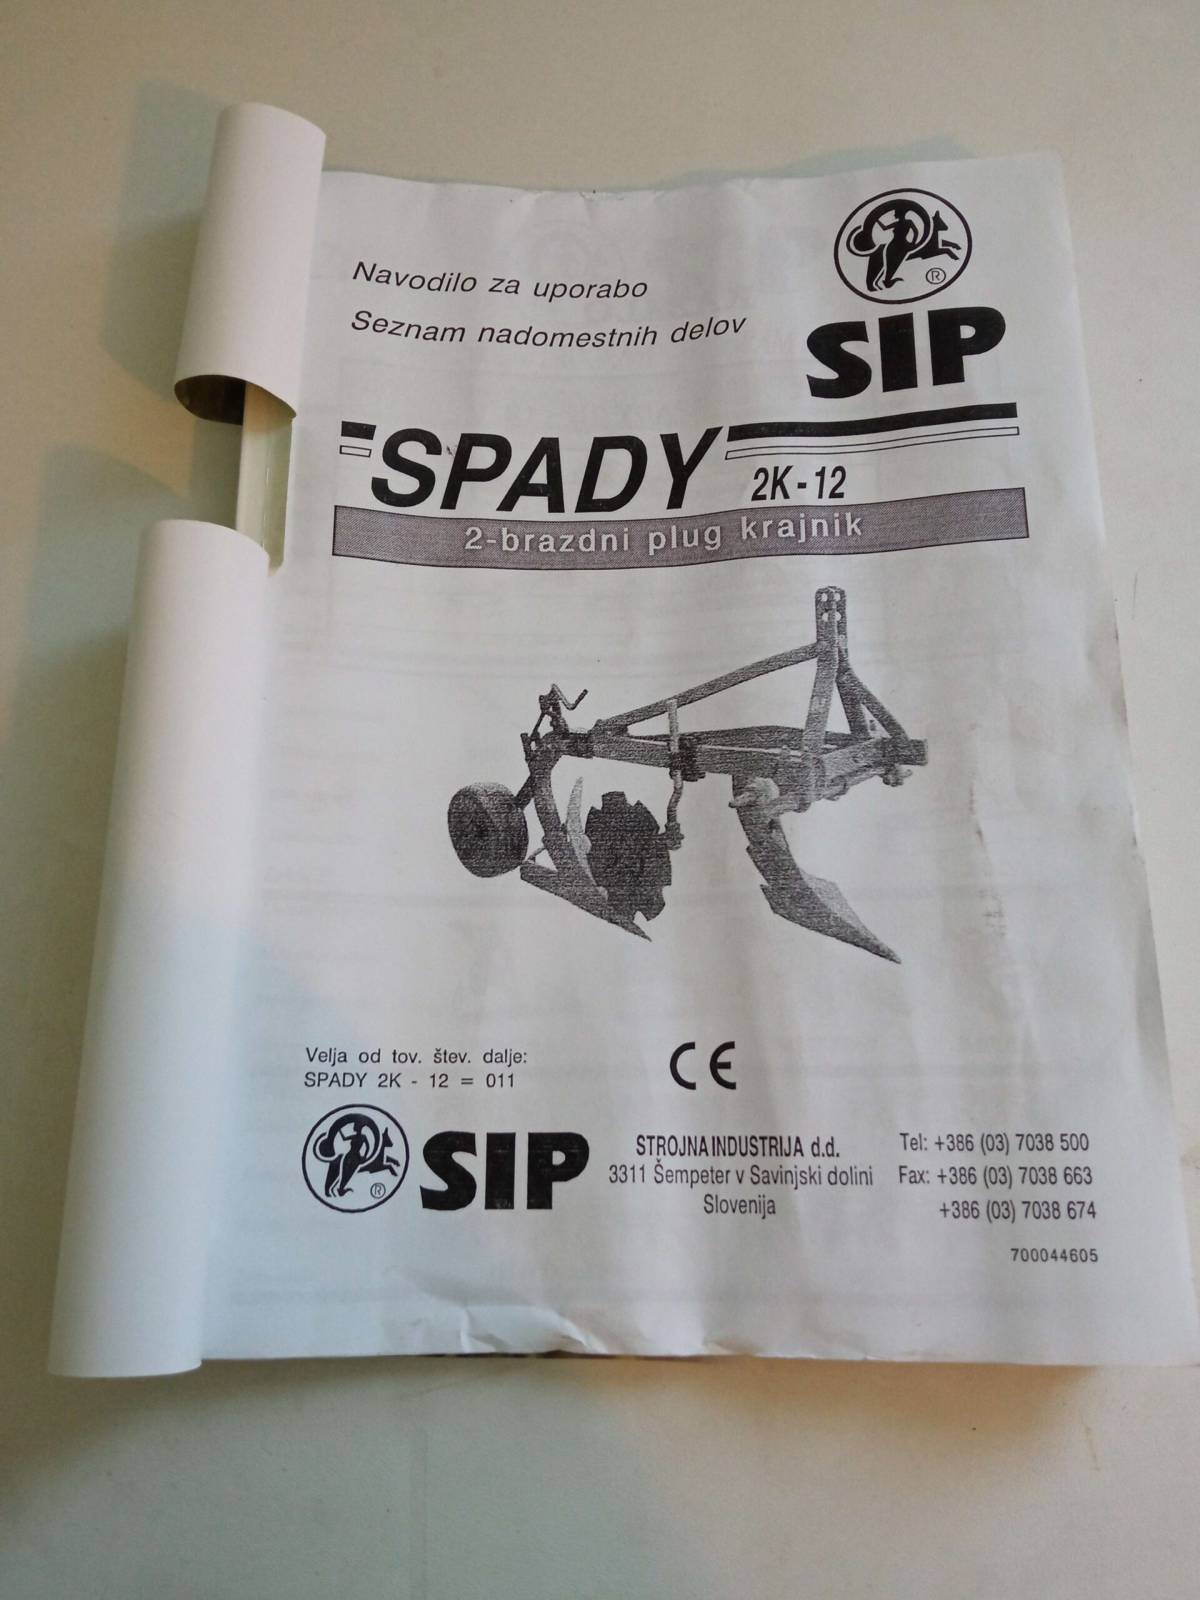 Navodilo za uporabo
Seznam nadomestnih delov
®
SIP
SPADY 2K-12
2-brazdni plug krajnik
Velja od tov. štev. dalje:
SPADY 2K - 12 = 011
CE
®
SIP
STROJNA INDUSTRIJA d.d.
3311 Šempeter v Savinjski dolini
Slovenija
Tel: +386 (03) 7038 500
Fax: +386 (03) 7038 663
+386 (03) 7038 674
700044605